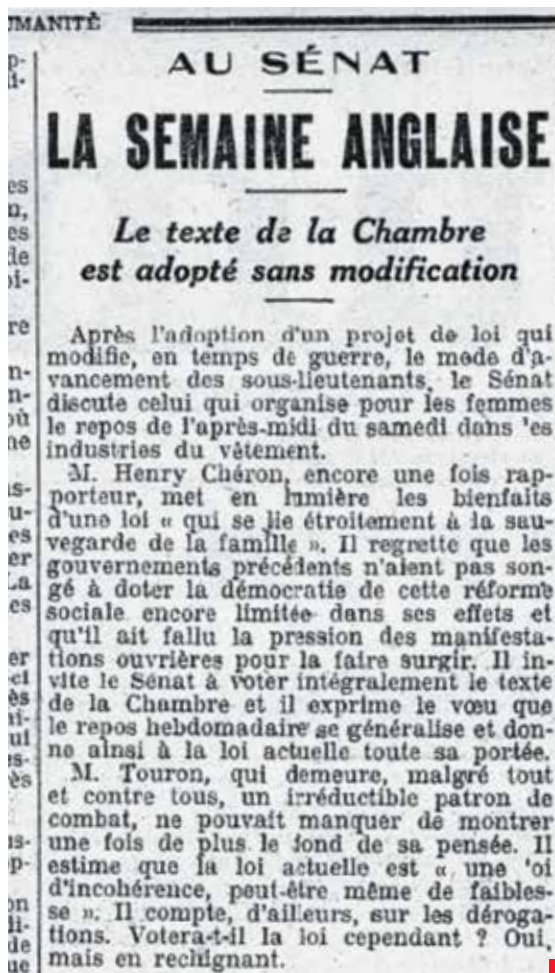 UMANITÉ
AU SÉNAT
LA SEMAINE ANGLAISE
Le texte de la Chambre
est adopté sans modification
Après l'adoption d'un projet de loi qui
modifie, en temps de guerre, le mode d'a-
vancement des sous-lieutenants, le Sénat
discute celui qui organise pour les femmes
le repos de l'après-midi du samedi dans 'es
industries du vêtement.
M. Henry Chéron, encore une fois rap-
porteur, met en lumière les bienfaits
d'une loi « qui se lie étroitement à la sau-
vegarde de la famille ». Il regrette que les
gouvernements précédents n'aient pas son-
gé à doter la démocratie de cette réforme
sociale encore limitée dans ses effets et
qu'il ait fallu la pression des manifesta-
tions ouvrières pour la faire surgir. Il in-
vite le Sénat à voter intégralement le texte
de la Chambre et il exprime le vœu que
le repos hebdomadaire se généralise et don-
ne ainsi à la loi actuelle toute sa portée.
M. Touron, qui demeure, malgré tout
et contre tous, un irréductible patron de
combat, ne pouvait manquer de montrer
une fois de plus le fond de sa pensée. Il
estime que la loi actuelle est « une 'oi
d'incohérence, peut-être même de faibles-
se ». Il compte, d'ailleurs, sur les déroga-
tions. Votera-t-il la loi cependant ? Oui,
mais en rechignant.